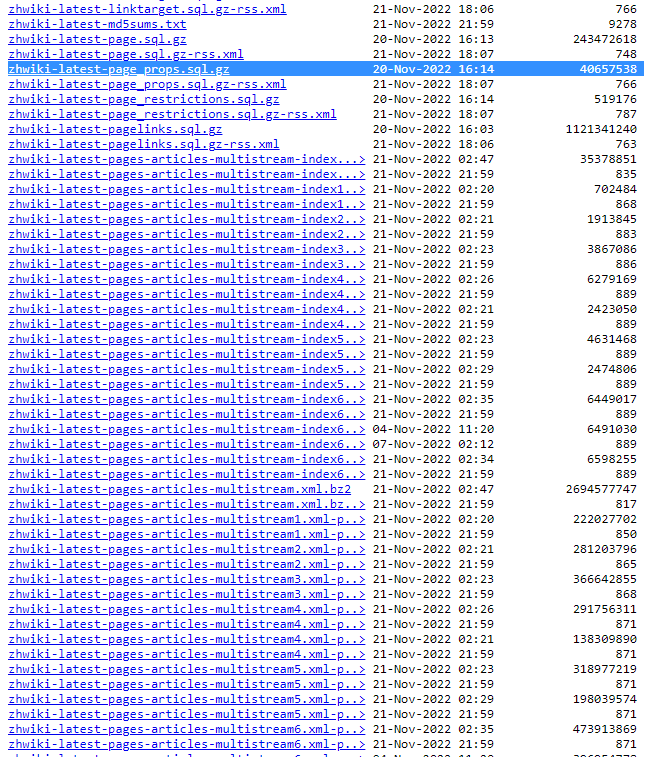 zhwiki-latest-linktarget.sql.gz-rss.xml 21-Nov-2022 18:06 766
zhwiki-latest-md5sums.txt 21-Nov-2022 21:59 9278
zhwiki-latest-page.sql.gz 20-Nov-2022 16:13 243472618
zhwiki-latest-page.sql.gz-rss.xml 21-Nov-2022 18:07 748
zhwiki-latest-page_props.sql.gz 20-Nov-2022 16:14 40657538
zhwiki-latest-page_props.sql.gz-rss.xml 21-Nov-2022 18:07 766
zhwiki-latest-page_restrictions.sql.gz 20-Nov-2022 16:14 519176
zhwiki-latest-page_restrictions.sql.gz-rss.xml 21-Nov-2022 18:07 787
zhwiki-latest-pagelinks.sql.gz 20-Nov-2022 16:03 1121341240
zhwiki-latest-pagelinks.sql.gz-rss.xml 21-Nov-2022 18:06 763
zhwiki-latest-pages-articles-multistream-index...> 21-Nov-2022 02:47 35378851
zhwiki-latest-pages-articles-multistream-index...> 21-Nov-2022 21:59 835
zhwiki-latest-pages-articles-multistream-index1..> 21-Nov-2022 02:20 702484
zhwiki-latest-pages-articles-multistream-index1..> 21-Nov-2022 21:59 868
zhwiki-latest-pages-articles-multistream-index2..> 21-Nov-2022 02:21 1913845
zhwiki-latest-pages-articles-multistream-index2..> 21-Nov-2022 21:59 883
zhwiki-latest-pages-articles-multistream-index3..> 21-Nov-2022 02:23 3867086
zhwiki-latest-pages-articles-multistream-index3..> 21-Nov-2022 21:59 886
zhwiki-latest-pages-articles-multistream-index4..> 21-Nov-2022 02:26 6279169
zhwiki-latest-pages-articles-multistream-index4..> 21-Nov-2022 21:59 889
zhwiki-latest-pages-articles-multistream-index4..> 21-Nov-2022 02:21 2423050
zhwiki-latest-pages-articles-multistream-index4..> 21-Nov-2022 21:59 889
zhwiki-latest-pages-articles-multistream-index5..> 21-Nov-2022 02:23 4631468
zhwiki-latest-pages-articles-multistream-index5..> 21-Nov-2022 21:59 889
zhwiki-latest-pages-articles-multistream-index5..> 21-Nov-2022 02:29 2474806
zhwiki-latest-pages-articles-multistream-index5..> 21-Nov-2022 21:59 889
zhwiki-latest-pages-articles-multistream-index6..> 21-Nov-2022 02:35 6449017
zhwiki-latest-pages-articles-multistream-index6..> 21-Nov-2022 21:59 889
zhwiki-latest-pages-articles-multistream-index6..> 04-Nov-2022 11:20 6491030
zhwiki-latest-pages-articles-multistream-index6..> 07-Nov-2022 02:12 889
zhwiki-latest-pages-articles-multistream-index6..> 21-Nov-2022 02:34 6598255
zhwiki-latest-pages-articles-multistream-index6..> 21-Nov-2022 21:59 889
zhwiki-latest-pages-articles-multistream.xml.bz2 21-Nov-2022 02:47 2694577747
zhwiki-latest-pages-articles-multistream.xml.bz..> 21-Nov-2022 21:59 817
zhwiki-latest-pages-articles-multistream1.xml-p..> 21-Nov-2022 02:20 222027702
zhwiki-latest-pages-articles-multistream1.xml-p..> 21-Nov-2022 21:59 850
zhwiki-latest-pages-articles-multistream2.xml-p..> 21-Nov-2022 02:21 281203796
zhwiki-latest-pages-articles-multistream2.xml-p..> 21-Nov-2022 21:59 865
zhwiki-latest-pages-articles-multistream3.xml-p..> 21-Nov-2022 02:23 366642855
zhwiki-latest-pages-articles-multistream3.xml-p..> 21-Nov-2022 21:59 868
zhwiki-latest-pages-articles-multistream4.xml-p..> 21-Nov-2022 02:26 291756311
zhwiki-latest-pages-articles-multistream4.xml-p..> 21-Nov-2022 21:59 871
zhwiki-latest-pages-articles-multistream4.xml-p..> 21-Nov-2022 02:21 138309890
zhwiki-latest-pages-articles-multistream4.xml-p..> 21-Nov-2022 21:59 871
zhwiki-latest-pages-articles-multistream5.xml-p..> 21-Nov-2022 02:23 318977219
zhwiki-latest-pages-articles-multistream5.xml-p..> 21-Nov-2022 21:59 871
zhwiki-latest-pages-articles-multistream5.xml-p..> 21-Nov-2022 02:29 198039574
zhwiki-latest-pages-articles-multistream5.xml-p..> 21-Nov-2022 21:59 871
zhwiki-latest-pages-articles-multistream6.xml-p..> 21-Nov-2022 02:35 473913869
zhwiki-latest-pages-articles-multistream6.xml-p..> 21-Nov-2022 21:59 871